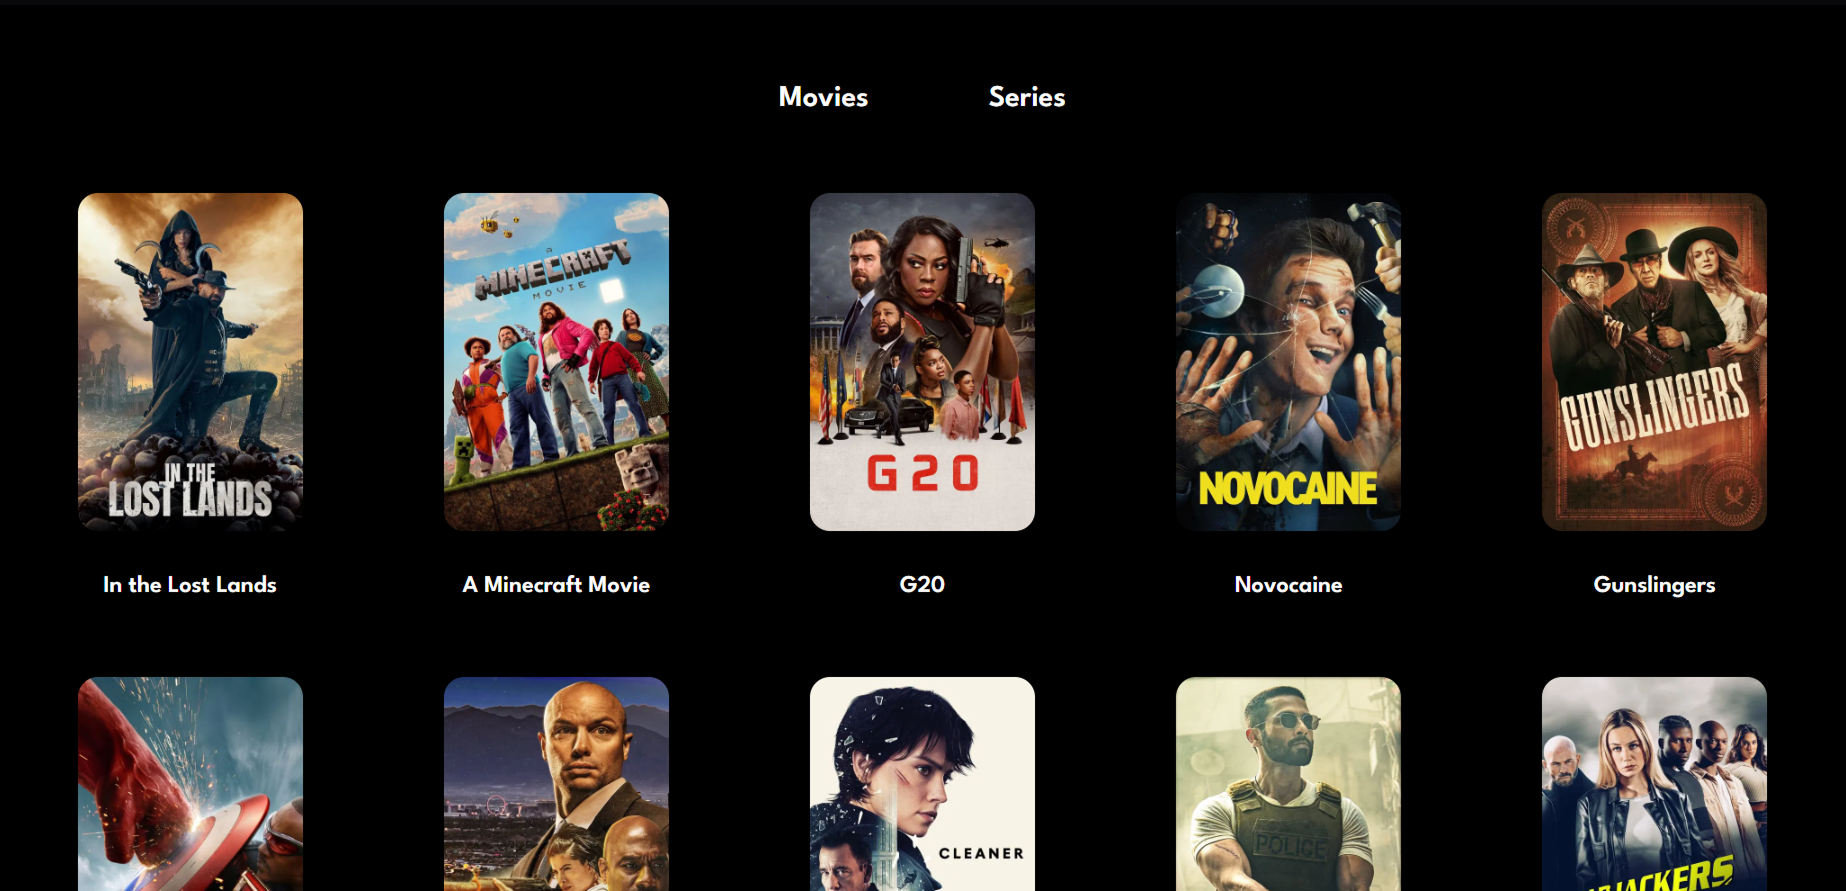 Movies
Series
IN THE
LOST LANDS
A
MINECRAFT
MOVIE
G20
NOVOCAINE
GUNSLINGERS
In the Lost Lands
A Minecraft Movie
G20
Novocaine
Gunslingers
CLEANER
POLICE
JACKERS